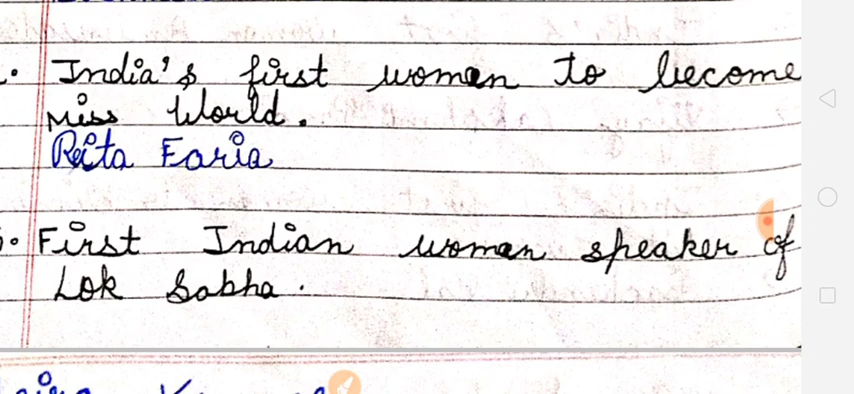 India's first woman to become
Miss World.
Reita Faria
First Indian woman speaker of
Lok Sabha.